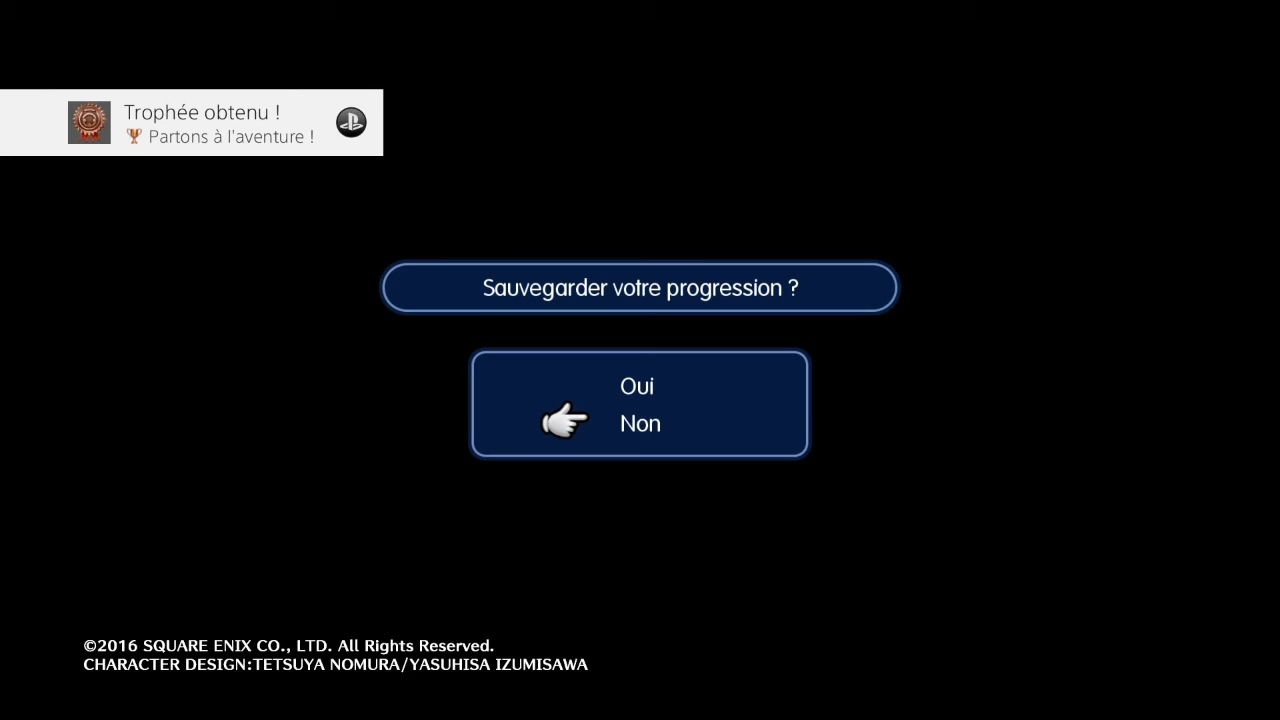 Trophée obtenu !
Partons à l'aventure !
Sauvegarder votre progression ?
Oui
Non
©2016 SQUARE ENIX CO., LTD. All Rights Reserved.
CHARACTER DESIGN:TETSUYA NOMURA/YASUHISA IZUMISAWA